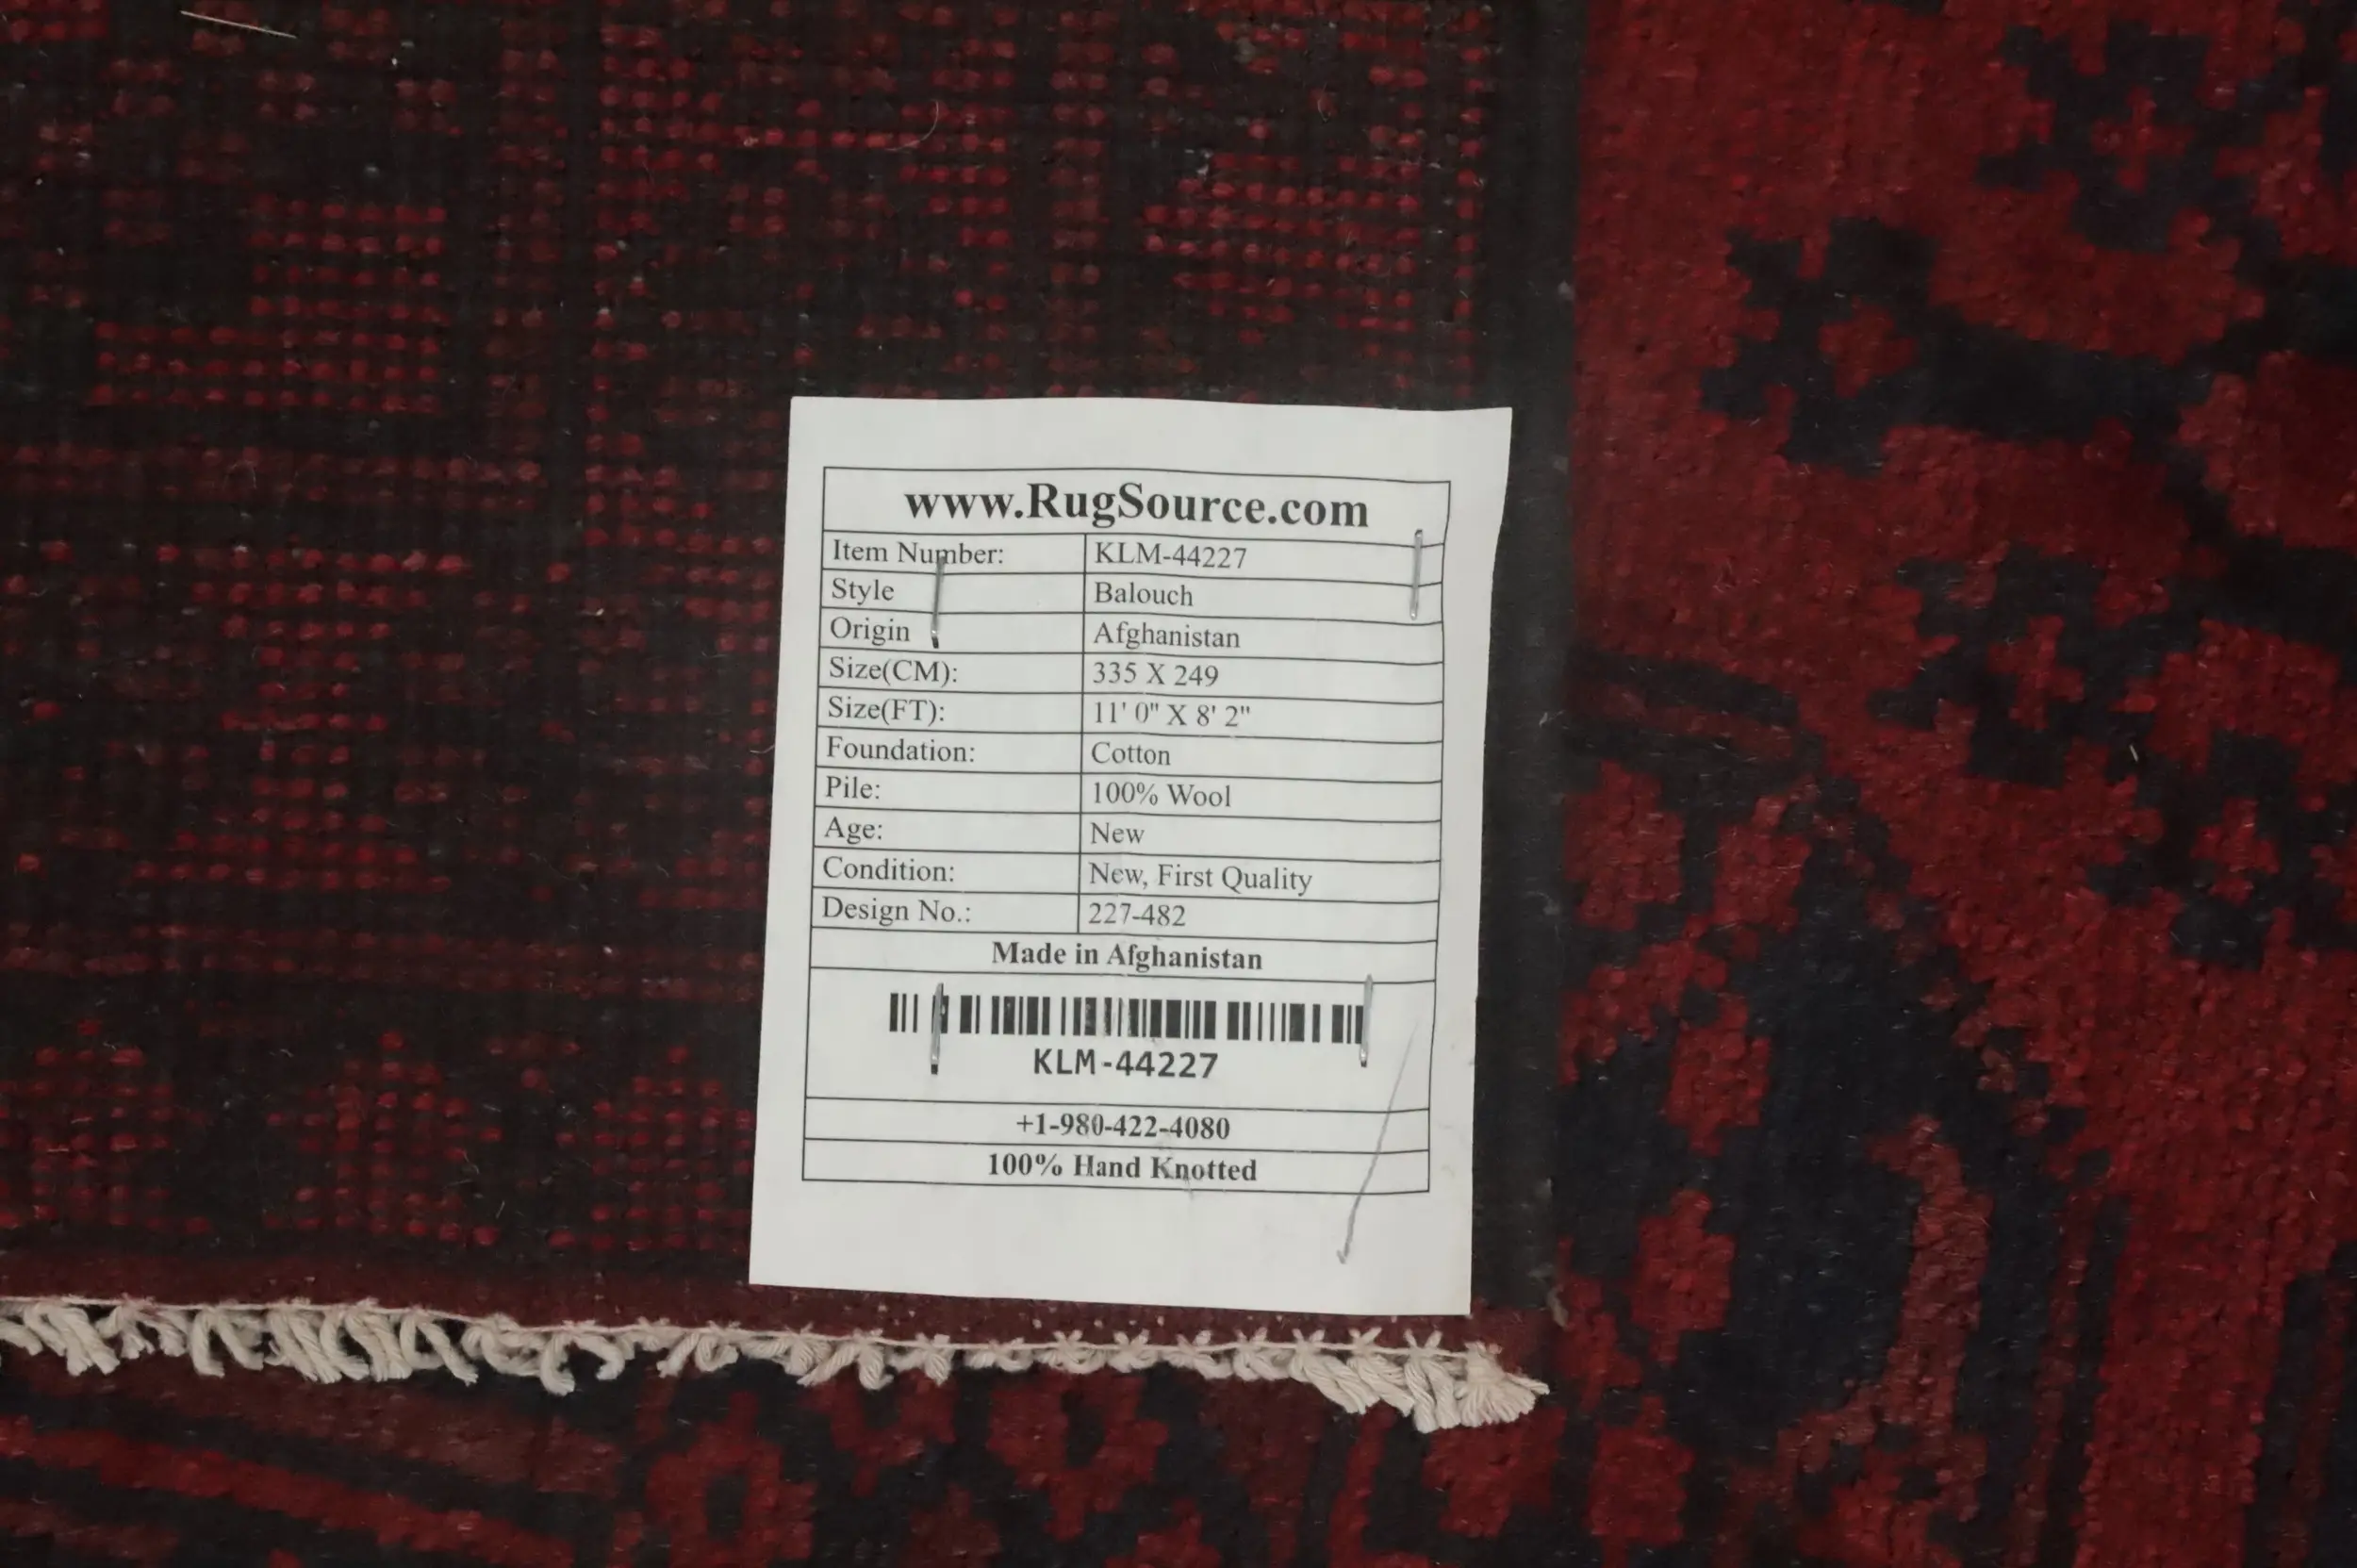 www.RugSource.com
Item Number: KLM-44227
Style Balouch
Origin Afghanistan
Size(CM): 335 X 249
Size(FT): 11' 0" X 8' 2"
Foundation: Cotton
Pile: 100% Wool
Age: New
Condition: New, First Quality
Design No.: 227-482
Made in Afghanistan
KLM-44227
+1-980-422-4080
100% Hand Knotted